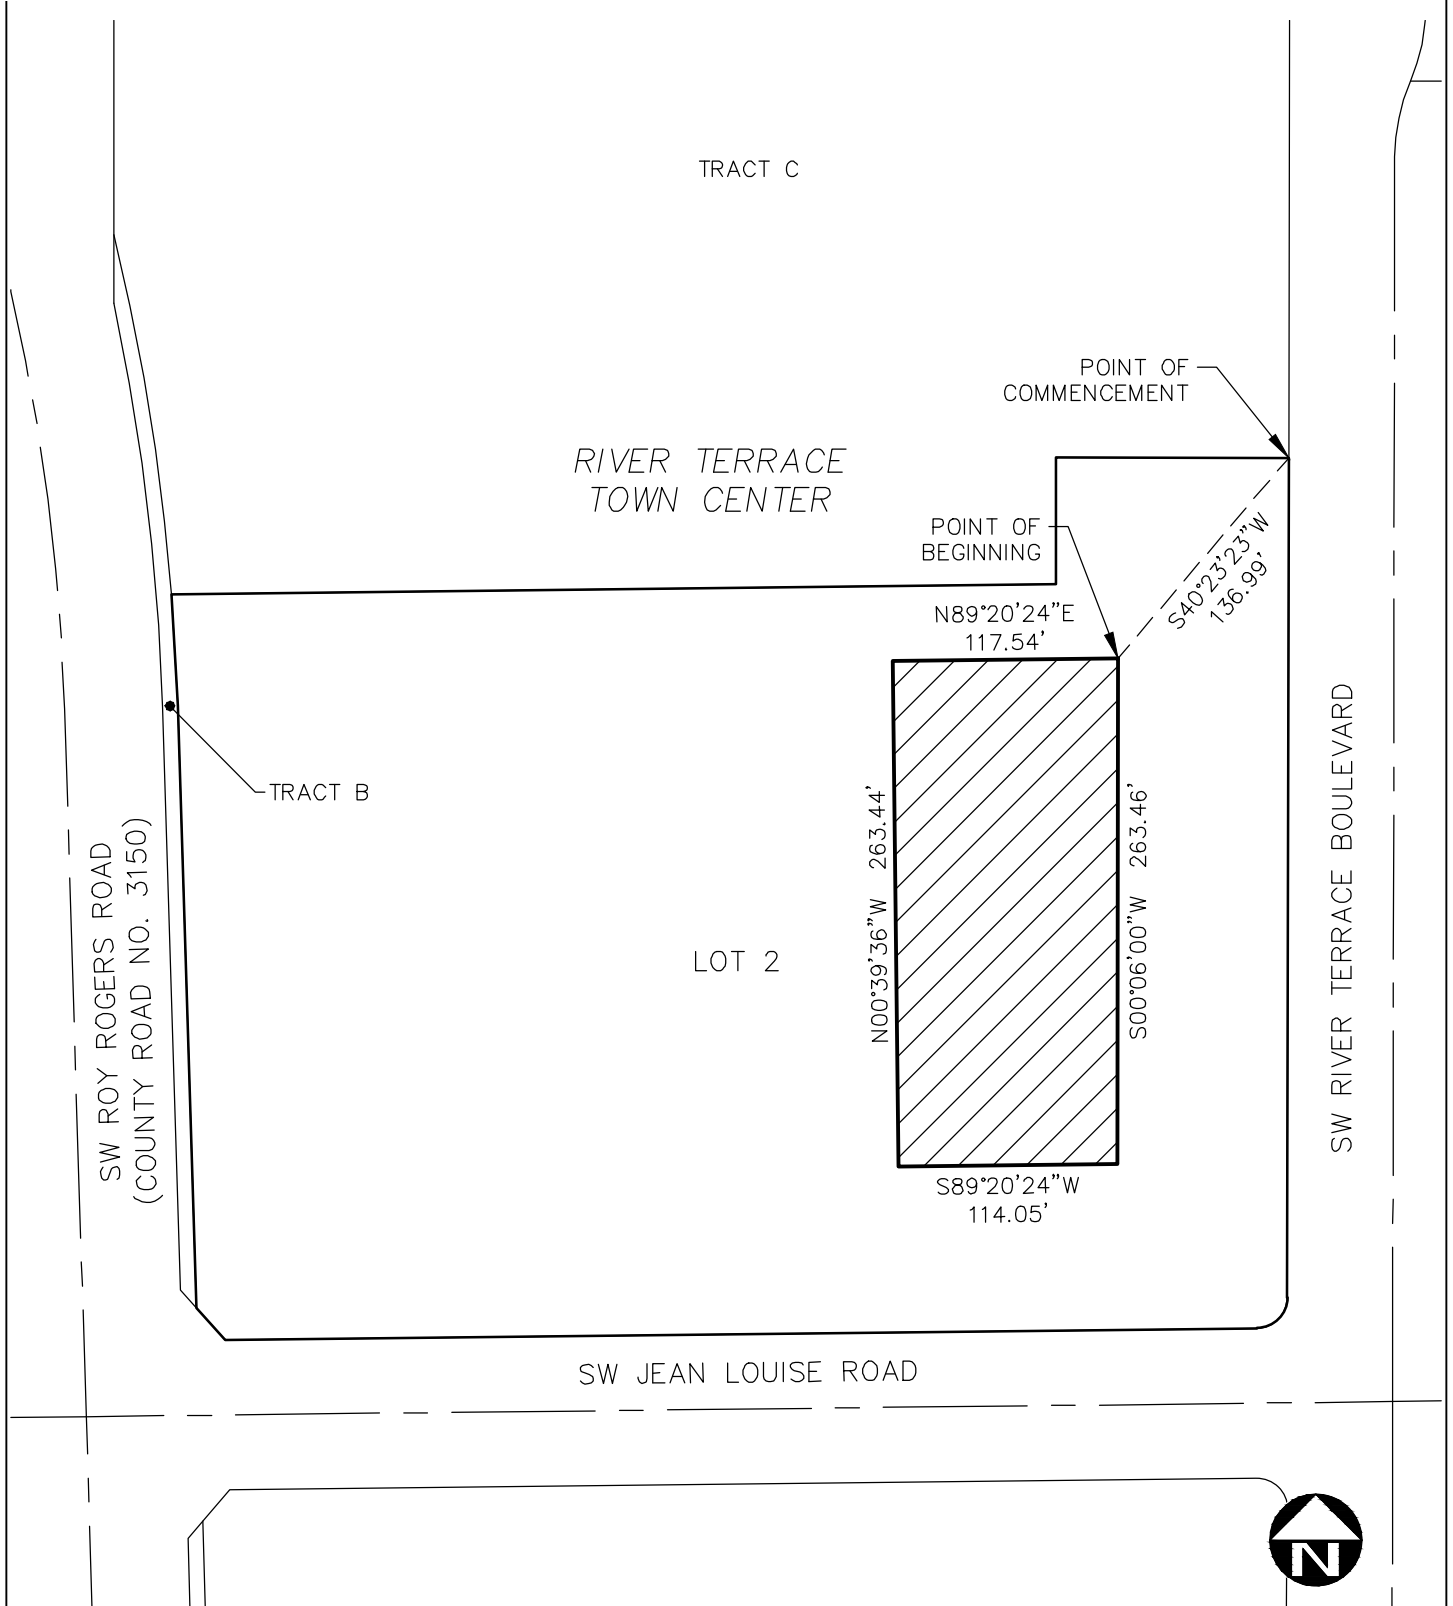 TRACT C
POINT OF
COMMENCEMENT
RIVER TERRACE
TOWN CENTER
POINT OF
BEGINNING
S40°23'23"W
136.99'
N89°20'24"E
117.54'
TRACT B
N00°39'36"W 263.44'
S00°06'00"W 263.46'
SW RIVER TERRACE BOULEVARD
SW ROY ROGERS ROAD
(COUNTY ROAD NO. 3150)
LOT 2
S89°20'24"W
114.05'
SW JEAN LOUISE ROAD
N